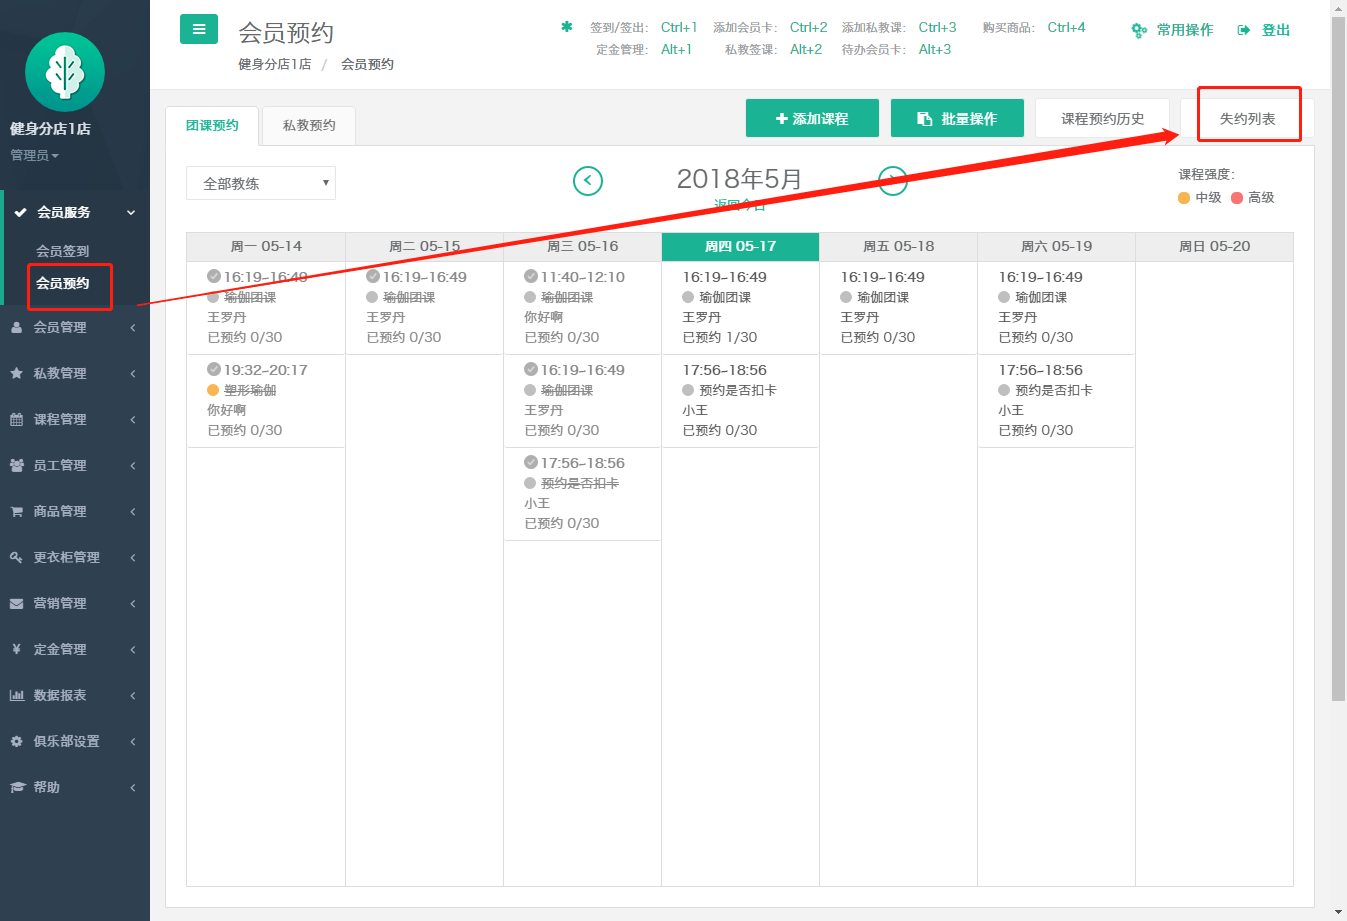 健身分店1店
管理员
会员服务
会员签到
会员预约
会员管理
私教管理
课程管理
员工管理
商品管理
更衣柜管理
营销管理
定金管理
数据报表
俱乐部设置
帮助
会员预约
健身分店1店 / 会员预约
签到/签出: Ctrl+1 添加会员卡: Ctrl+2 添加私教课: Ctrl+3 购买商品: Ctrl+4
定金管理: Alt+1 私教签课: Alt+2 待办会员卡: Alt+3
常用操作 登出
团课预约 私教预约
添加课程 批量操作 课程预约历史 失约列表
全部教练
2018年5月
返回今日
课程强度:
中级 高级
周一 05-14 周二 05-15 周三 05-16 周四 05-17 周五 05-18 周六 05-19 周日 05-20
16:19~16:49
瑜伽团课
王罗丹
已预约 0/30
19:32~20:17
塑形瑜伽
你好啊
已预约 0/30
16:19~16:49
瑜伽团课
王罗丹
已预约 0/30
11:40~12:10
瑜伽团课
你好啊
已预约 0/30
16:19~16:49
瑜伽团课
王罗丹
已预约 0/30
17:56~18:56
预约是否扣卡
小王
已预约 0/30
16:19~16:49
瑜伽团课
王罗丹
已预约 1/30
17:56~18:56
预约是否扣卡
小王
已预约 0/30
16:19~16:49
瑜伽团课
王罗丹
已预约 0/30
16:19~16:49
瑜伽团课
王罗丹
已预约 0/30
17:56~18:56
预约是否扣卡
小王
已预约 0/30